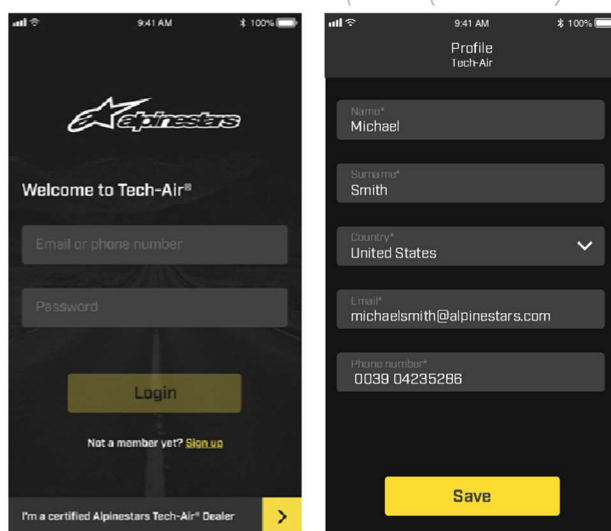 9:41 AM
100%
alpinestars
Welcome to Tech-Air®
Email or phone number
Password
Login
Not a member yet? Sign up
I'm a certified Alpinestars Tech-Air® Dealer
9:41 AM
100%
Profile
Tech-Air
Name*
Michael
Surname*
Smith
Country*
United States
Email*
michaelsmith@alpinestars.com
Phone number*
0039 04235286
Save